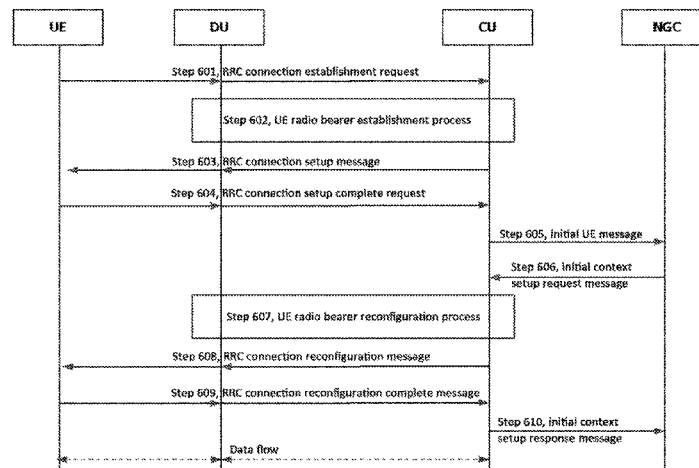 UE DU CU NGC
Step 601, RRC connection establishment request
Step 602, UE radio bearer establishment process
Step 603, RRC connection setup message
Step 604, RRC connection setup complete request
Step 605, initial UE message
Step 606, initial context
setup request message
Step 607, UE radio bearer reconfiguration process
Step 608, RRC connection reconfiguration message
Step 609, RRC connection reconfiguration complete message
Step 610, initial context
setup response message
Data flow